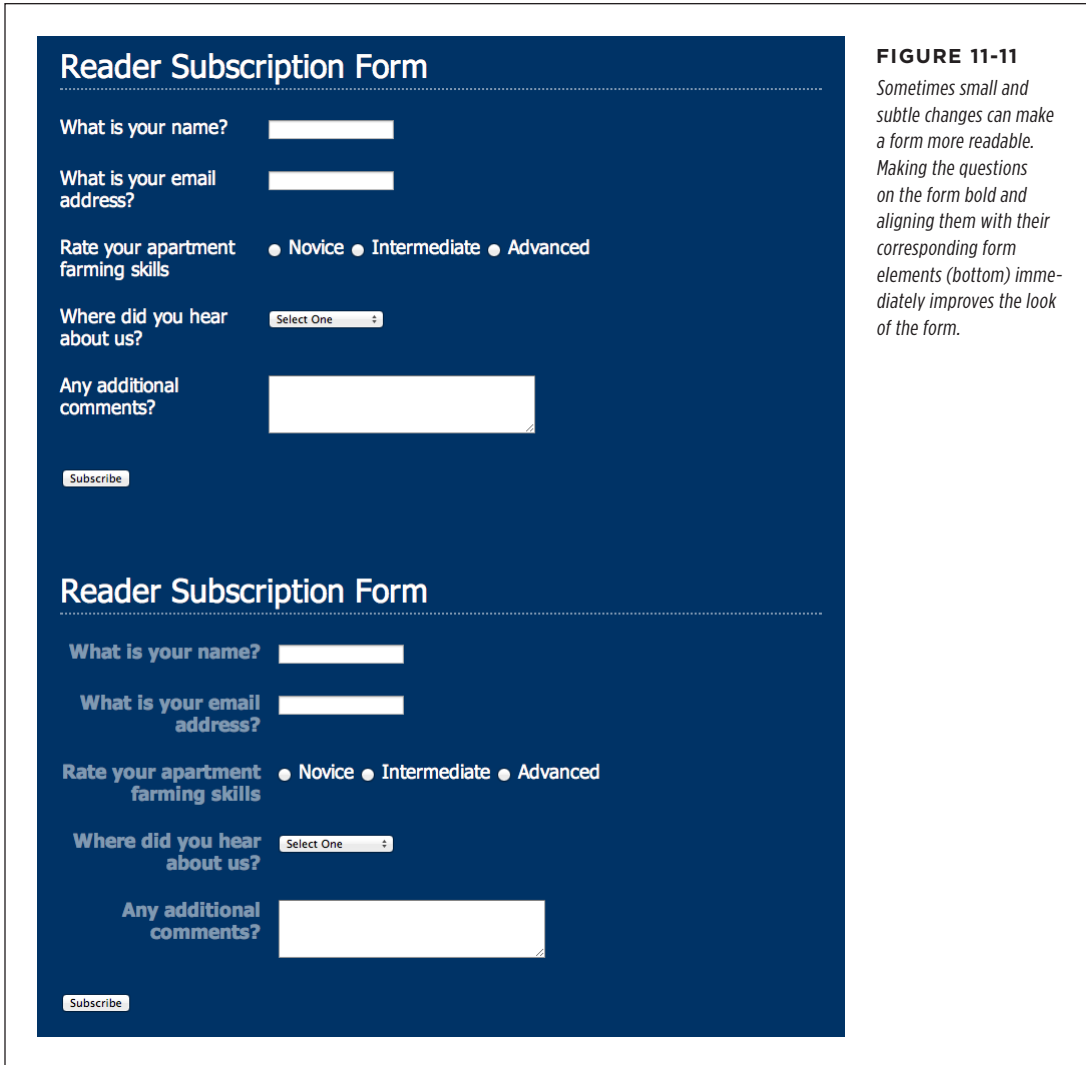 Reader Subscription Form
What is your name?
What is your email
address?
Rate your apartment
farming skills
Novice Intermediate Advanced
Where did you hear
about us?
Select One
Any additional
comments?
Subscribe
Reader Subscription Form
What is your name?
What is your email
address?
Rate your apartment
farming skills
Novice Intermediate Advanced
Where did you hear
about us?
Select One
Any additional
comments?
Subscribe
FIGURE 11-11
Sometimes small and
subtle changes can make
a form more readable.
Making the questions
on the form bold and
aligning them with their
corresponding form
elements (bottom) imme-
diately improves the look
of the form.